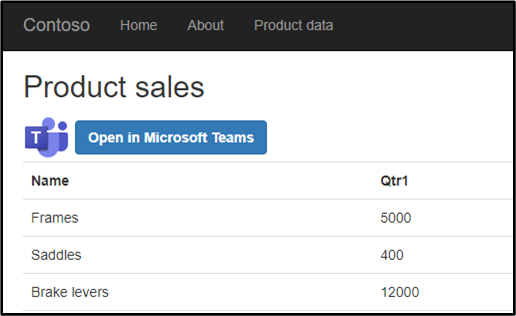 Contoso Home About Product data
Product sales
T Open in Microsoft Teams
Name Qtr1
Frames 5000
Saddles 400
Brake levers 12000